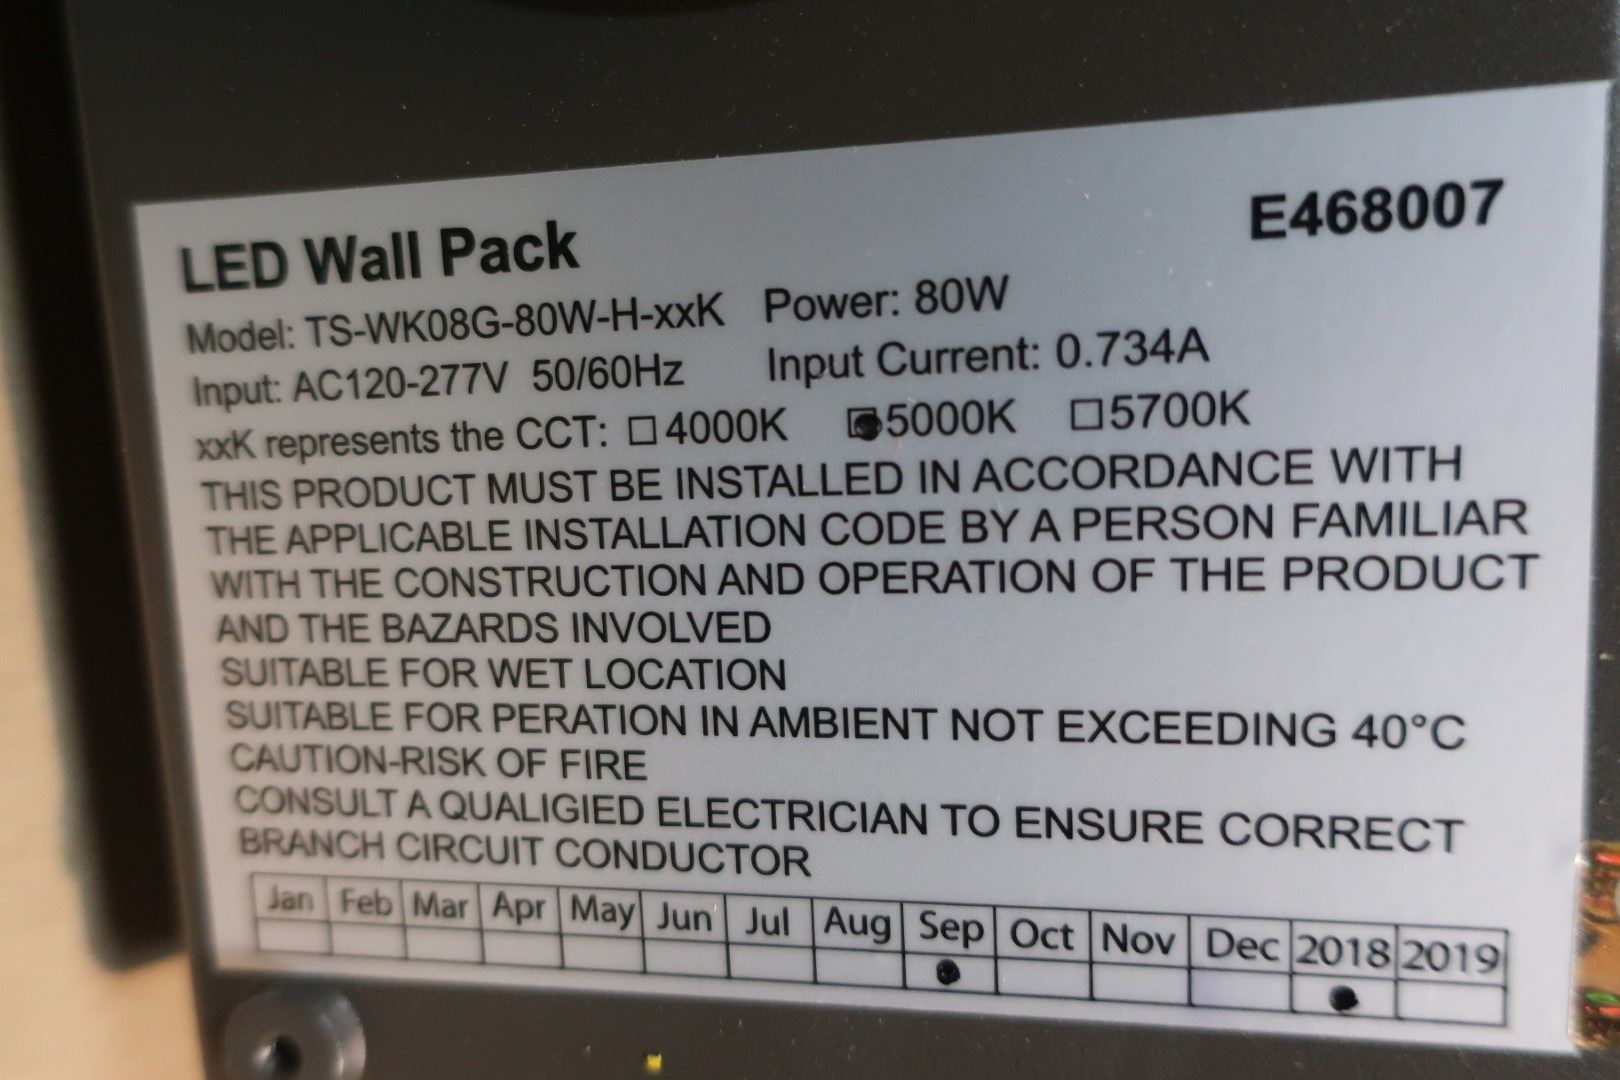 E468007
LED Wall Pack
Model: TS-WK08G-80W-H-xxK Power: 80W
Input: AC120-277V 50/60Hz Input Current: 0.734A
xxK represents the CCT: □4000K ▣5000K □5700K
THIS PRODUCT MUST BE INSTALLED IN ACCORDANCE WITH
THE APPLICABLE INSTALLATION CODE BY A PERSON FAMILIAR
WITH THE CONSTRUCTION AND OPERATION OF THE PRODUCT
AND THE BAZARDS INVOLVED
SUITABLE FOR WET LOCATION
SUITABLE FOR PERATION IN AMBIENT NOT EXCEEDING 40°C
CAUTION-RISK OF FIRE
CONSULT A QUALIGIED ELECTRICIAN TO ENSURE CORRECT
BRANCH CIRCUIT CONDUCTOR
Jan Feb Mar Apr May Jun Jul Aug Sep Oct Nov Dec 2018 2019